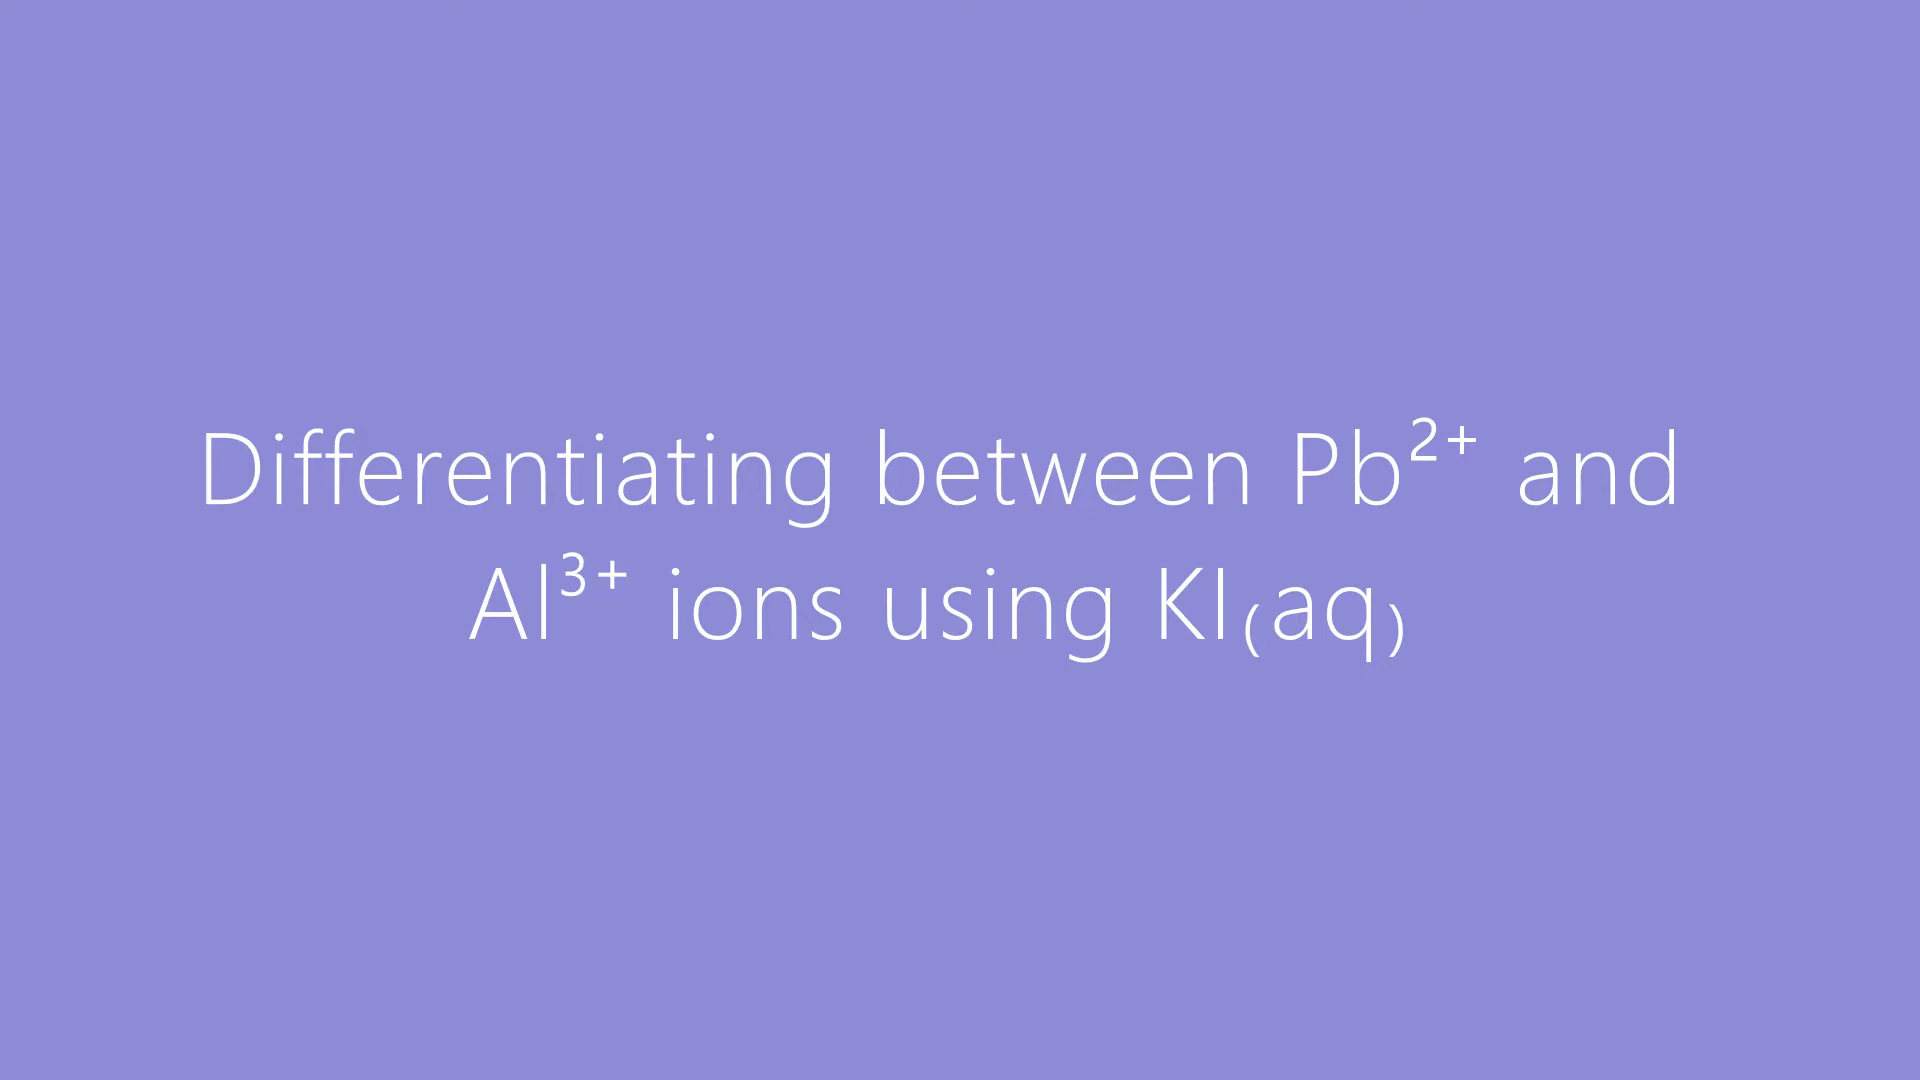 Differentiating between Pb²⁺ and
Al³⁺ ions using KI₍aq₎